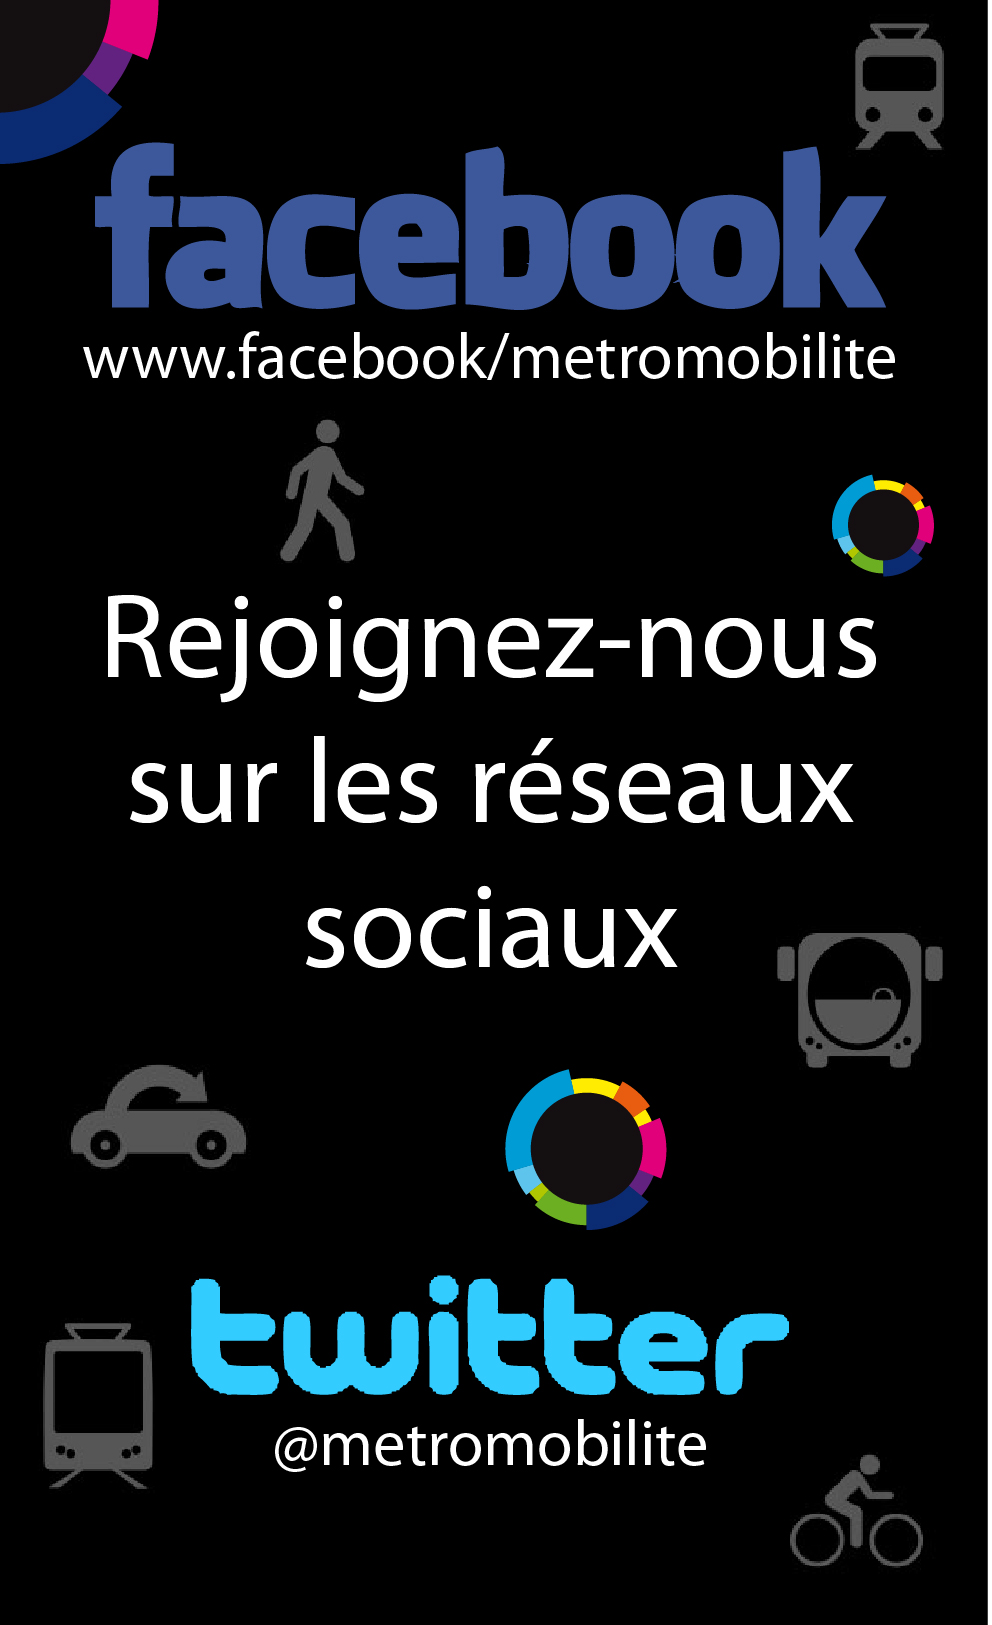 facebook
www.facebook/metromobilite
Rejoignez-nous
sur les réseaux
sociaux
twitter
@metromobilite